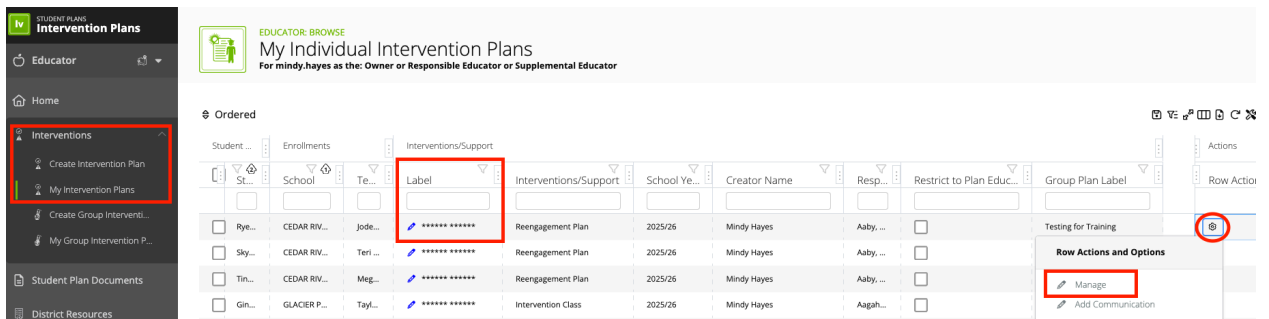 STUDENT PLANS
lv Intervention Plans
Educator
Home
Interventions
Create Intervention Plan
My Intervention Plans
Create Group Interventi...
My Group Intervention P...
Student Plan Documents
District Resources
EDUCATOR: BROWSE
My Individual Intervention Plans
For mindy.hayes as the: Owner or Responsible Educator or Supplemental Educator
Ordered
Student ... Enrollments Interventions/Support Actions
St... School Te... Label Interventions/Support School Ye... Creator Name Resp... Restrict to Plan Educ... Group Plan Label Row Action
Rye... CEDAR RIV... Jode... ****** ****** Reengagement Plan 2025/26 Mindy Hayes Aaby, ... Testing for Training
Sky... CEDAR RIV... Teri ... ****** ****** Reengagement Plan 2025/26 Mindy Hayes Aaby, ...
Tin... CEDAR RIV... Meg... ****** ****** Reengagement Plan 2025/26 Mindy Hayes Aaby, ...
Gin... GLACIER P... Tayl... ****** ****** Intervention Class 2025/26 Mindy Hayes Aagah...
Row Actions and Options
Manage
Add Communication